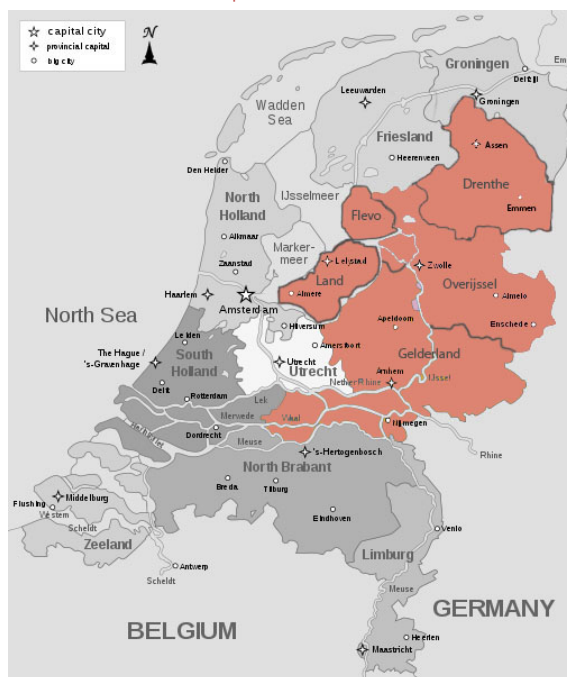 capital city
provincial capital
big city
N
Groningen
Delfzijl
Em
Leeuwarden
Groningen
Wadden
Sea
Friesland
Assen
Heerenveen
Den Helder
Drenthe
IJsselmeer
North
Holland
Emmen
Flevo
Alkmaar
Marker-
meer
Zaanstad
Lelystad
Zwolle
Land
Overijssel
Haarlem
Almere
Almelo
Amsterdam
North Sea
Apeldoorn
Enschede
Hilversum
Leiden
Amersfoort
South
Holland
Gelderland
The Hague /
's-Gravenhage
Utrecht
Utrecht
Arnhem
Delft
Nether Rhine
IJssel
Rotterdam
Lek
Merwede
Waal
Nijmegen
Dordrecht
Meuse
Rhine
's-Hertogenbosch
North Brabant
Breda
Tilburg
Middelburg
Flushing
Western
Scheldt
Eindhoven
Venlo
Zeeland
Limburg
Antwerp
Scheldt
Meuse
GERMANY
BELGIUM
Heerlen
Maastricht